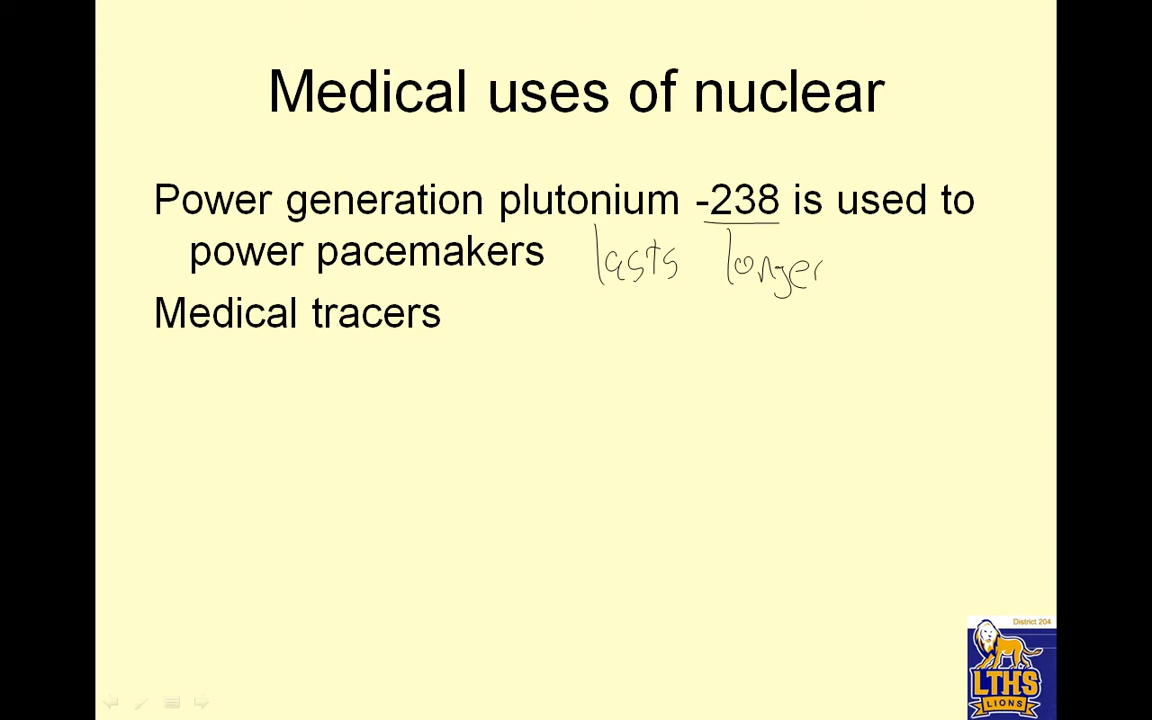 Medical uses of nuclear
Power generation plutonium -238 is used to
power pacemakers lasts longer
Medical tracers
District 204
LTHS
LIONS